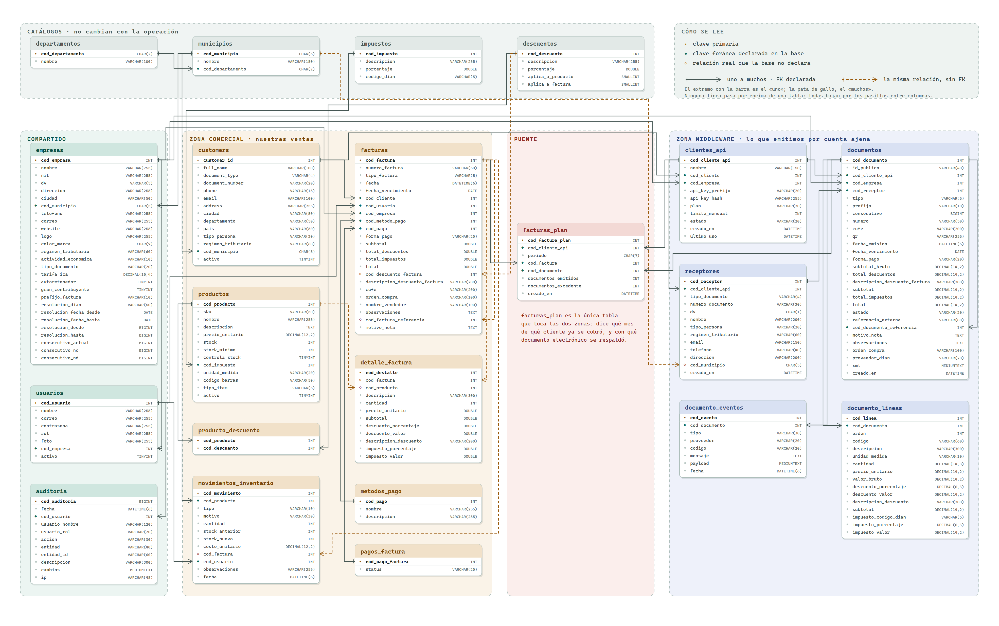 CATÁLOGOS · no cambian con la operación
departamentos
cod_departamento CHAR(2)
nombre VARCHAR(100)
municipios
cod_municipio CHAR(5)
nombre VARCHAR(150)
cod_departamento CHAR(2)
impuestos
cod_impuesto INT
descripcion VARCHAR(255)
porcentaje DOUBLE
codigo_dian VARCHAR(5)
descuentos
cod_descuento INT
descripcion VARCHAR(255)
porcentaje DOUBLE
aplica_a_producto SMALLINT
aplica_a_factura SMALLINT
CÓMO SE LEE
clave primaria
clave foránea declarada en la base
relación real que la base no declara
uno a muchos · FK declarada
la misma relación, sin FK
El extremo con la barra es el «uno»; la pata de gallo, el «muchos».
Ninguna línea pasa por encima de una tabla: todas bajan por los pasillos entre columnas.
COMPARTIDO
empresas
cod_empresa INT
nombre VARCHAR(255)
nit VARCHAR(255)
dv VARCHAR(5)
direccion VARCHAR(255)
ciudad VARCHAR(50)
cod_municipio CHAR(5)
telefono VARCHAR(255)
correo VARCHAR(255)
website VARCHAR(255)
logo VARCHAR(255)
color_marca CHAR(7)
regimen_tributario VARCHAR(60)
actividad_economica VARCHAR(10)
tipo_documento VARCHAR(20)
tarifa_ica DECIMAL(10,4)
autoretenedor TINYINT
gran_contribuyente TINYINT
prefijo_factura VARCHAR(10)
resolucion_dian VARCHAR(50)
resolucion_fecha_desde DATE
resolucion_fecha_hasta DATE
resolucion_desde BIGINT
resolucion_hasta BIGINT
consecutivo_actual BIGINT
consecutivo_nc BIGINT
consecutivo_nd BIGINT
usuarios
cod_usuario INT
nombre VARCHAR(255)
correo VARCHAR(255)
contrasena VARCHAR(255)
rol VARCHAR(255)
foto VARCHAR(255)
cod_empresa INT
activo TINYINT
auditoria
cod_auditoria BIGINT
fecha DATETIME(6)
cod_usuario INT
usuario_nombre VARCHAR(120)
usuario_rol VARCHAR(20)
accion VARCHAR(30)
entidad VARCHAR(40)
entidad_id VARCHAR(60)
descripcion VARCHAR(300)
cambios MEDIUMTEXT
ip VARCHAR(45)
ZONA COMERCIAL · nuestras ventas
customers
customer_id INT
full_name VARCHAR(100)
document_type VARCHAR(4)
document_number VARCHAR(20)
phone VARCHAR(15)
email VARCHAR(100)
address VARCHAR(255)
ciudad VARCHAR(50)
departamento VARCHAR(50)
pais VARCHAR(50)
tipo_persona VARCHAR(20)
regimen_tributario VARCHAR(60)
cod_municipio CHAR(5)
activo TINYINT
productos
cod_producto INT
sku VARCHAR(50)
nombre VARCHAR(255)
descripcion TEXT
precio_unitario DECIMAL(12,2)
stock INT
stock_minimo INT
controla_stock TINYINT
cod_impuesto INT
unidad_medida VARCHAR(20)
codigo_barras VARCHAR(50)
tipo_item VARCHAR(5)
activo TINYINT
producto_descuento
cod_producto INT
cod_descuento INT
movimientos_inventario
cod_movimiento INT
cod_producto INT
tipo VARCHAR(10)
motivo VARCHAR(30)
cantidad INT
stock_anterior INT
stock_nuevo INT
costo_unitario DECIMAL(12,2)
cod_factura INT
cod_usuario INT
observaciones VARCHAR(255)
fecha DATETIME(6)
facturas
cod_factura INT
numero_factura VARCHAR(50)
tipo_factura VARCHAR(5)
fecha DATETIME(6)
fecha_vencimiento DATE
cod_cliente INT
cod_usuario INT
cod_empresa INT
cod_metodo_pago INT
cod_pago INT
forma_pago VARCHAR(20)
subtotal DOUBLE
total_descuentos DOUBLE
total_impuestos DOUBLE
total DOUBLE
cod_descuento_factura INT
descripcion_descuento_factura VARCHAR(200)
cufe VARCHAR(200)
orden_compra VARCHAR(100)
nombre_vendedor VARCHAR(100)
observaciones TEXT
cod_factura_referencia INT
motivo_nota TEXT
detalle_factura
cod_destalle INT
cod_factura INT
cod_producto INT
descripcion VARCHAR(300)
cantidad INT
precio_unitario DOUBLE
subtotal DOUBLE
descuento_porcentaje DOUBLE
descuento_valor DOUBLE
descripcion_descuento VARCHAR(200)
impuesto_porcentaje DOUBLE
impuesto_valor DOUBLE
metodos_pago
cod_pago INT
nombre VARCHAR(255)
descripcion VARCHAR(255)
pagos_factura
cod_pago_factura INT
status VARCHAR(20)
PUENTE
facturas_plan
cod_factura_plan INT
cod_cliente_api INT
periodo CHAR(7)
cod_factura INT
cod_documento INT
documentos_emitidos INT
documentos_excedente INT
creado_en DATETIME
facturas_plan es la única tabla
que toca las dos zonas: dice qué mes
de qué cliente ya se cobró, y con qué
documento electrónico se respaldó.
ZONA MIDDLEWARE · lo que emitimos por cuenta ajena
clientes_api
cod_cliente_api INT
nombre VARCHAR(150)
cod_cliente INT
cod_empresa INT
api_key_prefijo VARCHAR(20)
api_key_hash VARCHAR(255)
plan VARCHAR(20)
limite_mensual INT
estado VARCHAR(20)
creado_en DATETIME
ultimo_uso DATETIME
receptores
cod_receptor INT
cod_cliente_api INT
tipo_documento VARCHAR(4)
numero_documento VARCHAR(30)
dv CHAR(1)
nombre VARCHAR(200)
tipo_persona VARCHAR(20)
regimen_tributario VARCHAR(60)
email VARCHAR(150)
telefono VARCHAR(40)
direccion VARCHAR(200)
cod_municipio CHAR(5)
creado_en DATETIME
documento_eventos
cod_evento INT
cod_documento INT
tipo VARCHAR(30)
proveedor VARCHAR(20)
codigo VARCHAR(20)
mensaje TEXT
payload MEDIUMTEXT
fecha DATETIME(6)
documentos
cod_documento INT
id_publico VARCHAR(40)
cod_cliente_api INT
cod_empresa INT
cod_receptor INT
tipo VARCHAR(5)
prefijo VARCHAR(10)
consecutivo BIGINT
numero VARCHAR(50)
cufe VARCHAR(200)
qr VARCHAR(255)
fecha_emision DATETIME(6)
fecha_vencimiento DATE
forma_pago VARCHAR(20)
subtotal_bruto DECIMAL(14,2)
total_descuentos DECIMAL(14,2)
descripcion_descuento_factura VARCHAR(200)
subtotal DECIMAL(14,2)
total_impuestos DECIMAL(14,2)
total DECIMAL(14,2)
estado VARCHAR(20)
referencia_externa VARCHAR(80)
cod_documento_referencia INT
motivo_nota TEXT
observaciones TEXT
orden_compra VARCHAR(100)
proveedor_dian VARCHAR(20)
xml MEDIUMTEXT
creado_en DATETIME
documento_lineas
cod_linea INT
cod_documento INT
orden INT
codigo VARCHAR(60)
descripcion VARCHAR(300)
unidad_medida VARCHAR(10)
cantidad DECIMAL(14,3)
precio_unitario DECIMAL(14,2)
valor_bruto DECIMAL(14,2)
descuento_porcentaje DECIMAL(6,3)
descuento_valor DECIMAL(14,2)
descripcion_descuento VARCHAR(200)
subtotal DECIMAL(14,2)
impuesto_codigo_dian VARCHAR(5)
impuesto_porcentaje DECIMAL(6,3)
impuesto_valor DECIMAL(14,2)